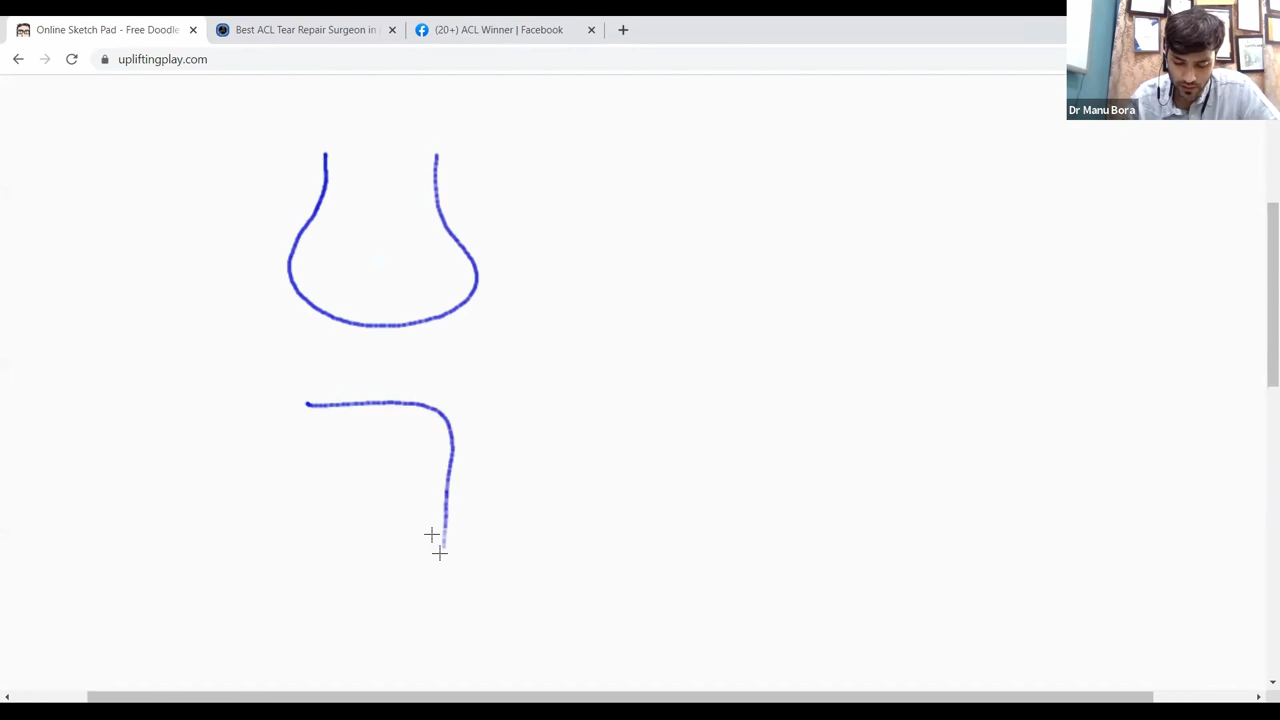 Online Sketch Pad - Free Doodle
Best ACL Tear Repair Surgeon in
(20+) ACL Winner | Facebook
upliftingplay.com
Dr Manu Bora